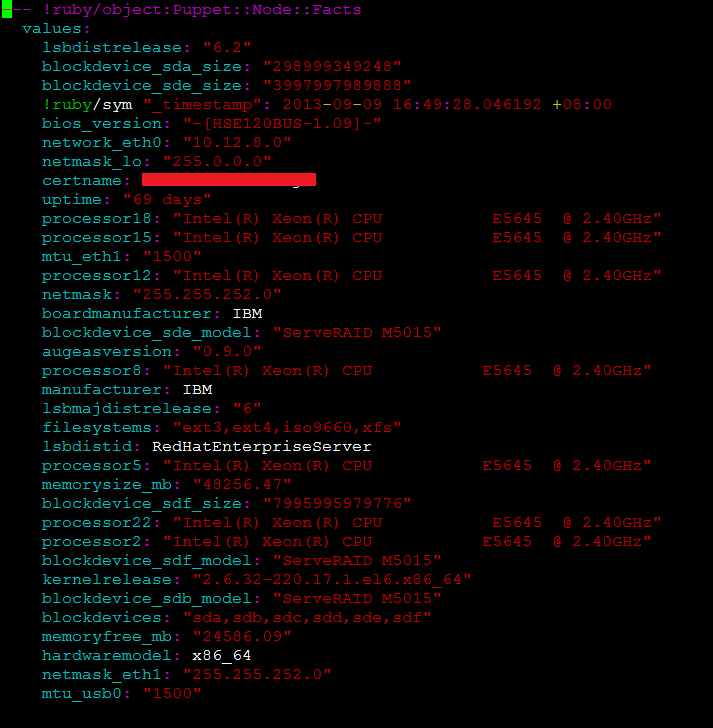 --- !ruby/object:Puppet::Node::Facts
  values:
    lsbdistrelease: "6.2"
    blockdevice_sda_size: "298999349248"
    blockdevice_sde_size: "3997997989888"
    !ruby/sym "_timestamp": 2013-09-09 16:49:28.046192 +08:00
    bios_version: "-[HSE120BUS-1.09]-"
    network_eth0: "10.12.8.0"
    netmask_lo: "255.0.0.0"
    certname:
    uptime: "69 days"
    processor18: "Intel(R) Xeon(R) CPU           E5645  @ 2.40GHz"
    processor15: "Intel(R) Xeon(R) CPU           E5645  @ 2.40GHz"
    mtu_eth1: "1500"
    processor12: "Intel(R) Xeon(R) CPU           E5645  @ 2.40GHz"
    netmask: "255.255.252.0"
    boardmanufacturer: IBM
    blockdevice_sde_model: "ServeRAID M5015"
    augeasversion: "0.9.0"
    processor8: "Intel(R) Xeon(R) CPU           E5645  @ 2.40GHz"
    manufacturer: IBM
    lsbmajdistrelease: "6"
    filesystems: "ext3,ext4,iso9660,xfs"
    lsbdistid: RedHatEnterpriseServer
    processor5: "Intel(R) Xeon(R) CPU           E5645  @ 2.40GHz"
    memorysize_mb: "48256.47"
    blockdevice_sdf_size: "7995995979776"
    processor22: "Intel(R) Xeon(R) CPU           E5645  @ 2.40GHz"
    processor2: "Intel(R) Xeon(R) CPU           E5645  @ 2.40GHz"
    blockdevice_sdf_model: "ServeRAID M5015"
    kernelrelease: "2.6.32-220.17.1.el6.x86_64"
    blockdevice_sdb_model: "ServeRAID M5015"
    blockdevices: "sda,sdb,sdc,sdd,sde,sdf"
    memoryfree_mb: "24586.09"
    hardwaremodel: x86_64
    netmask_eth1: "255.255.252.0"
    mtu_usb0: "1500"